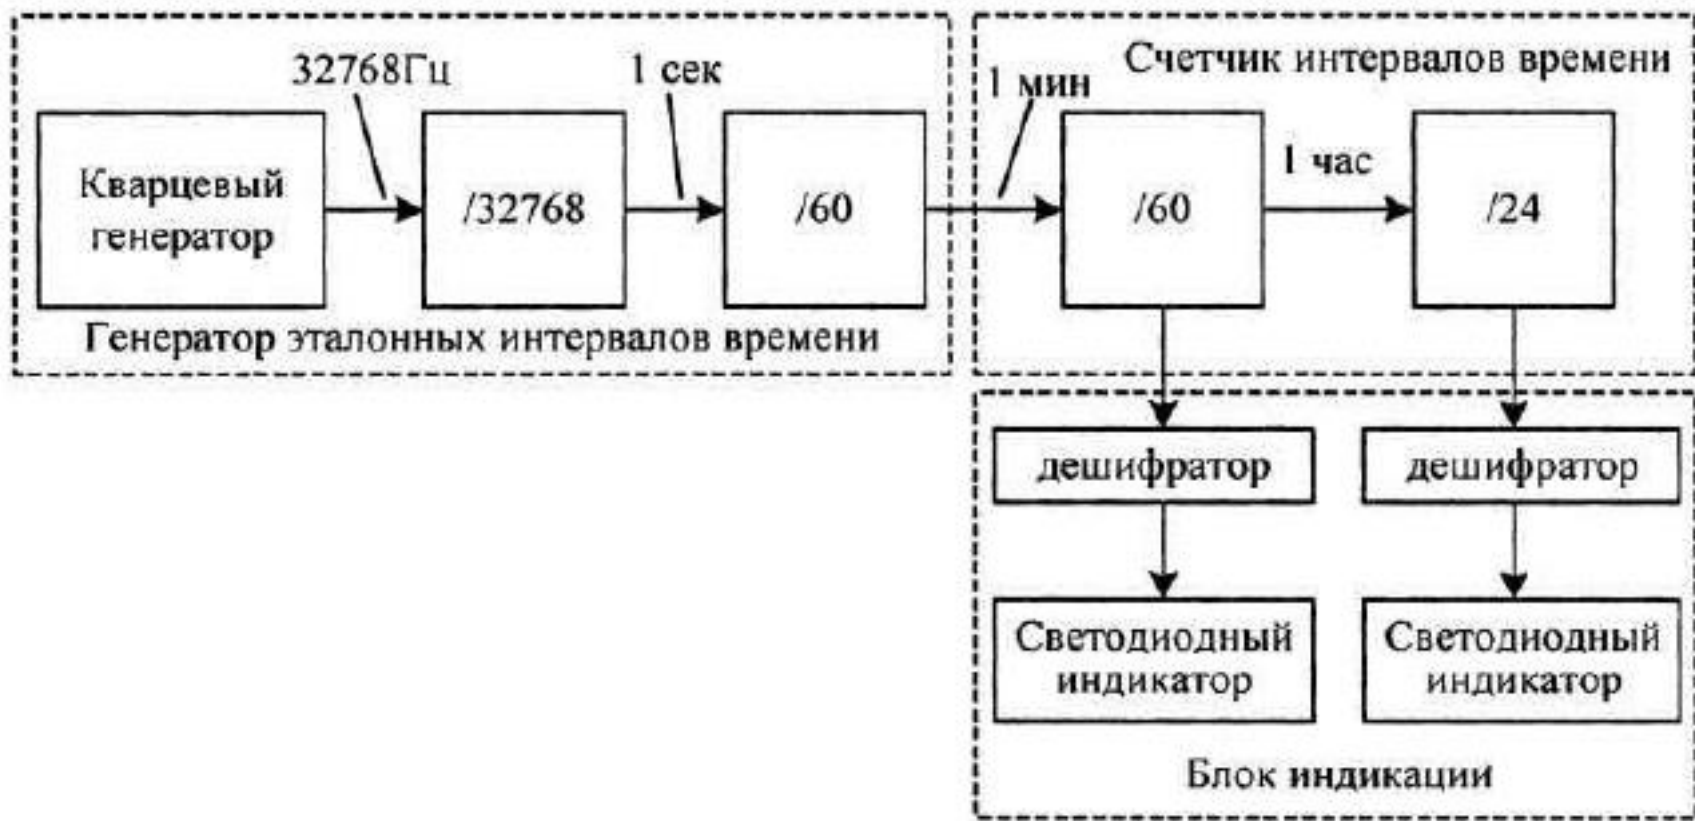 32768Гц
1 сек
Кварцевый
генератор
/32768
/60
Генератор эталонных интервалов времени
Счетчик интервалов времени
1 мин
/60
1 час
/24
дешифратор
дешифратор
Светодиодный
индикатор
Светодиодный
индикатор
Блок индикации